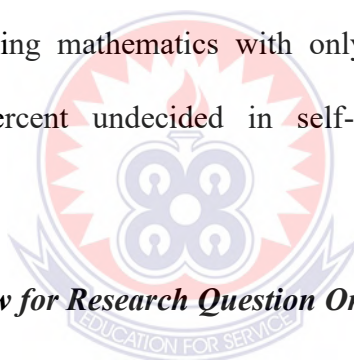 ing mathematics with only
ercent undecided in self-
w for Research Question On
EDUCATION FOR SERVICE